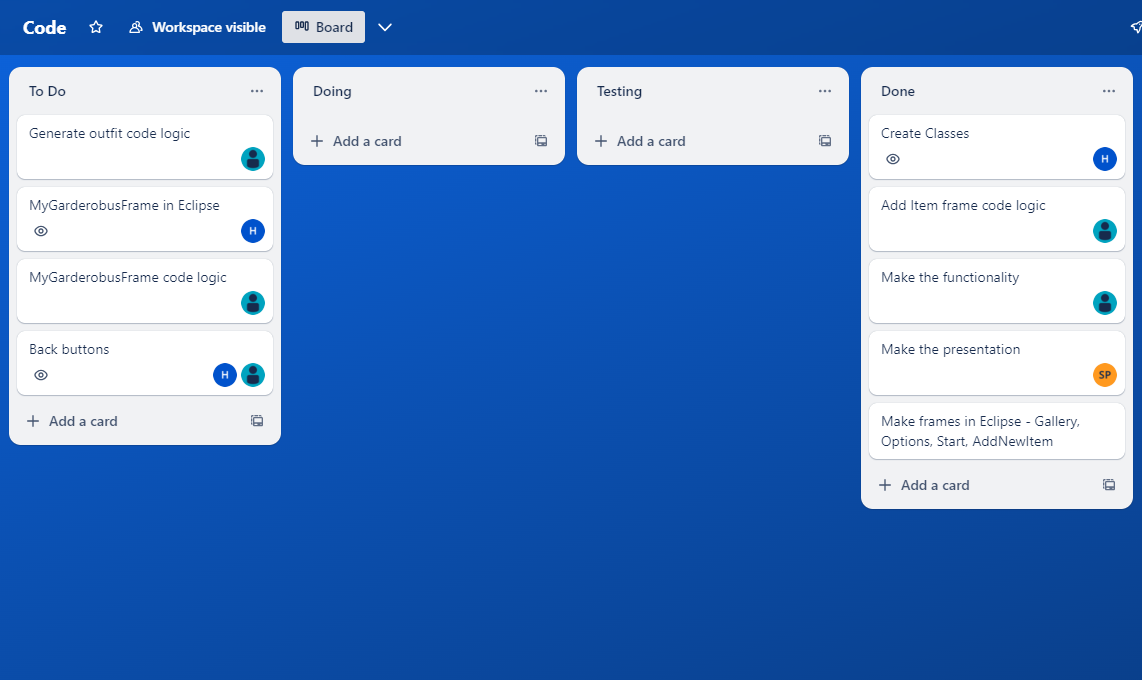 Code
Workspace visible
Board
To Do
Generate outfit code logic
MyGarderobusFrame in Eclipse
H
MyGarderobusFrame code logic
Back buttons
H
Add a card
Doing
Add a card
Testing
Add a card
Done
Create Classes
H
Add Item frame code logic
Make the functionality
Make the presentation
SP
Make frames in Eclipse - Gallery,
Options, Start, AddNewItem
Add a card